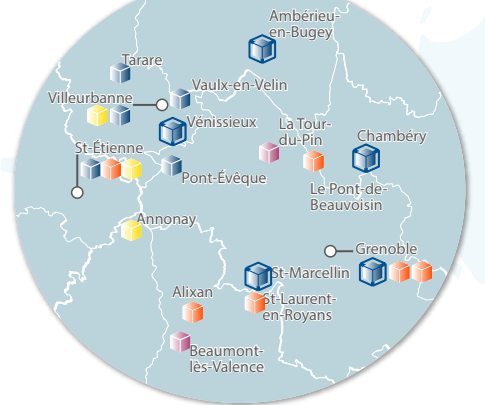 Ambérieu-
en-Bugey
Tarare
Vaulx-en-Velin
Villeurbanne
Vénissieux
La Tour-
du-Pin
Chambéry
St-Étienne
Pont-Évêque
Le Pont-de-
Beauvoisin
Annonay
Grenoble
St-Marcellin
Alixan
St-Laurent-
en-Royans
Beaumont-
lès-Valence